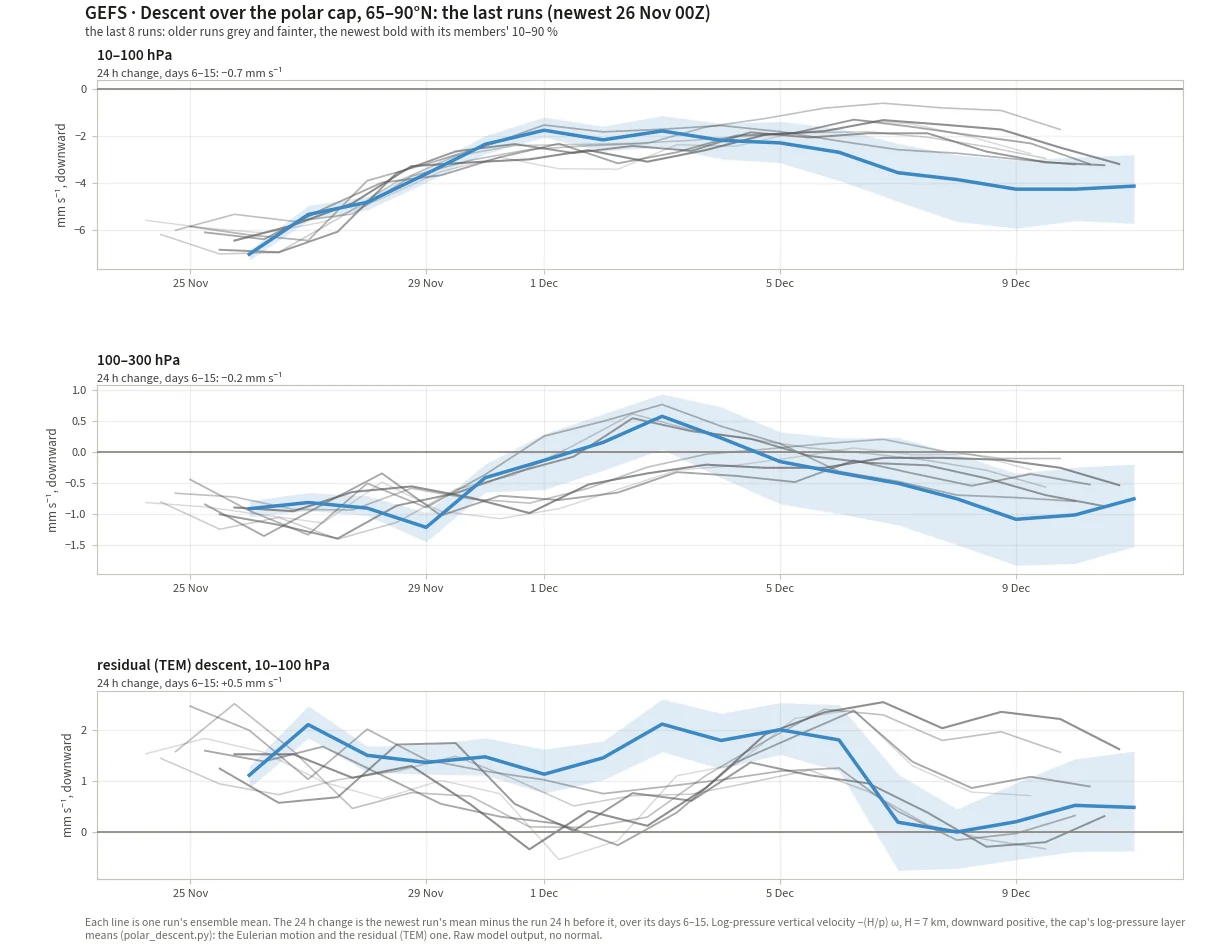 GEFS · Descent over the polar cap, 65–90°N: the last runs (newest 26 Nov 00Z)
the last 8 runs: older runs grey and fainter, the newest bold with its members' 10–90 %
10–100 hPa
24 h change, days 6–15: −0.7 mm s⁻¹
mm s⁻¹, downward
0
−2
−4
−6
25 Nov
29 Nov
1 Dec
5 Dec
9 Dec
100–300 hPa
24 h change, days 6–15: −0.2 mm s⁻¹
mm s⁻¹, downward
1.0
0.5
0.0
−0.5
−1.0
−1.5
25 Nov
29 Nov
1 Dec
5 Dec
9 Dec
residual (TEM) descent, 10–100 hPa
24 h change, days 6–15: +0.5 mm s⁻¹
mm s⁻¹, downward
2
1
0
25 Nov
29 Nov
1 Dec
5 Dec
9 Dec
Each line is one run's ensemble mean. The 24 h change is the newest run's mean minus the run 24 h before it, over its days 6–15. Log-pressure vertical velocity −(H/p) ω, H = 7 km, downward positive, the cap's log-pressure layer
means (polar_descent.py): the Eulerian motion and the residual (TEM) one. Raw model output, no normal.